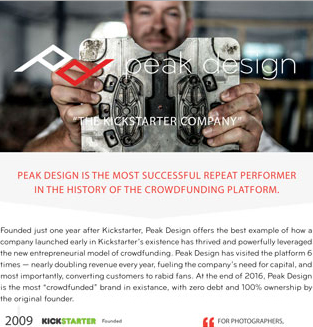 peak design
"THE KICKSTARTER COMPANY"
PEAK DESIGN IS THE MOST SUCCESSFUL REPEAT PERFORMER
IN THE HISTORY OF THE CROWDFUNDING PLATFORM.
Founded just one year after Kickstarter, Peak Design offers the best example of how a
company launched early in Kickstarter's existence has thrived and powerfully leveraged
the new entrepreneurial model of crowdfunding. Peak Design has visited the platform 6
times — nearly doubling revenue every year, fueling the company's need for capital, and
most importantly, converting customers to rabid fans. At the end of 2016, Peak Design
is the most "crowdfunded" brand in existance, with zero debt and 100% ownership by
the original founder.
2009 KICKSTARTER Founded
“ FOR PHOTOGRAPHERS,